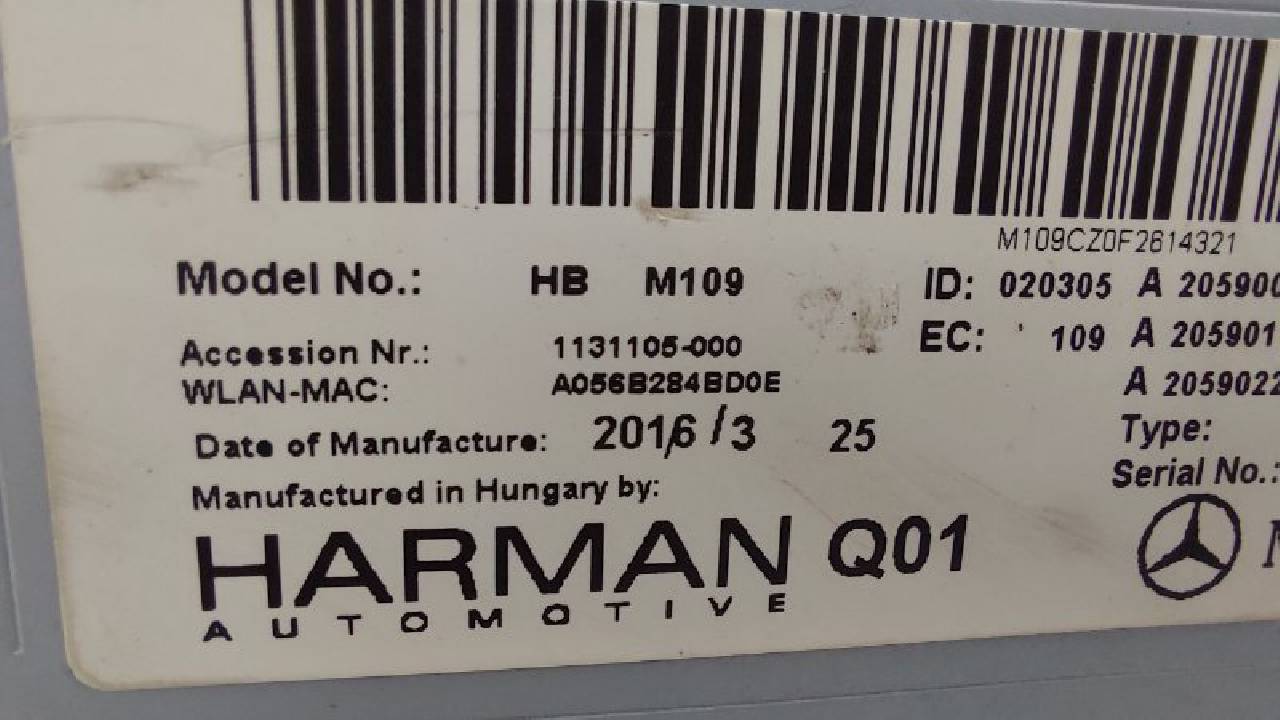 M109CZ0F2814321
Model No.: HB M109 ID: 020305 A 205900
Accession Nr.: 1131105-000 EC: 109 A 205901
WLAN-MAC: A056B284BD0E A 2059022
Date of Manufacture: 2016/3 25 Type:
Manufactured in Hungary by: Serial No.:
HARMAN Q01
AUTOMOTIVE